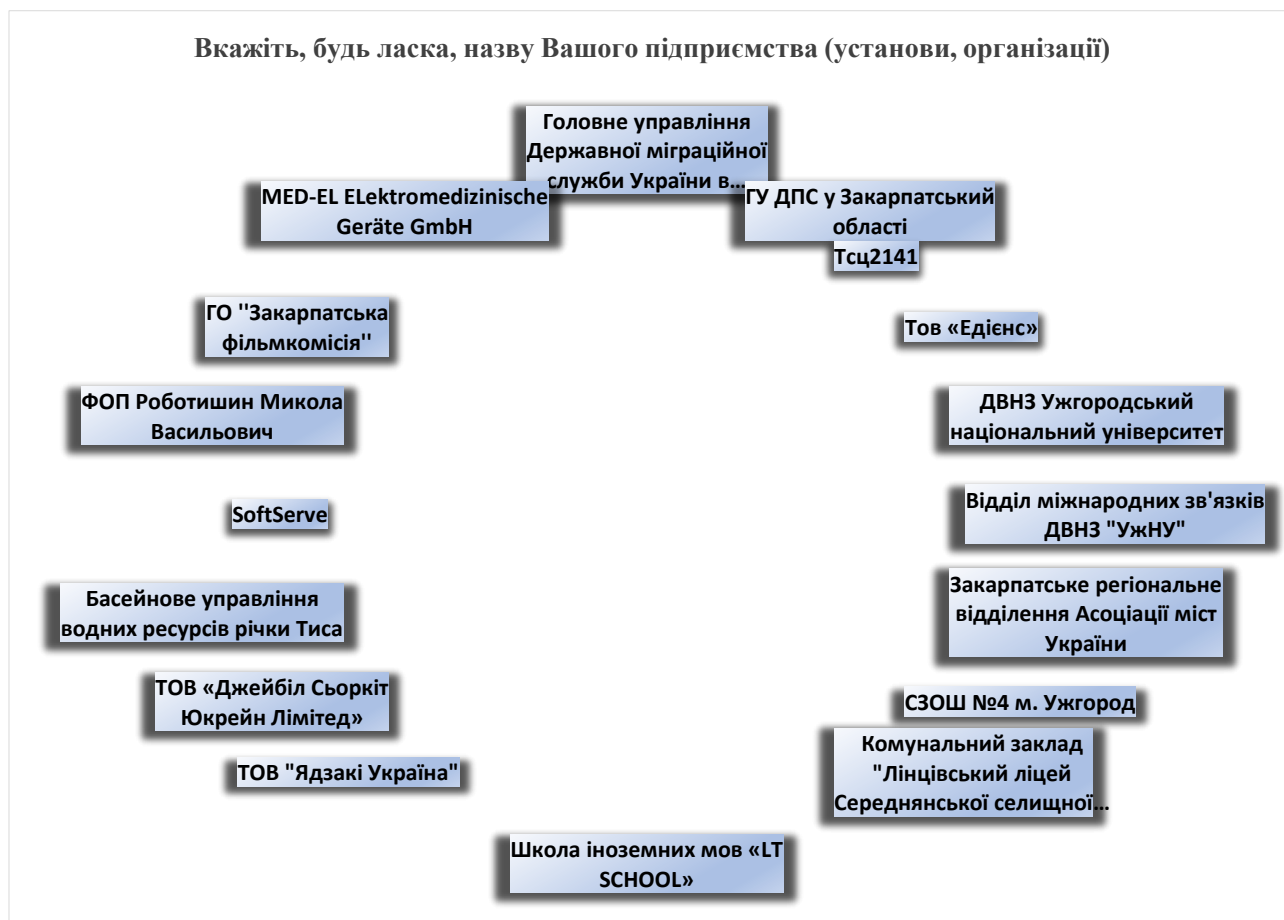 Вкажіть, будь ласка, назву Вашого підприємства (установи, організації)
Головне управління
Державної міграційної
служби України в…
MED-EL ELektromedizinische
Geräte GmbH
ГУ ДПС у Закарпатський
області
Тсц2141
ГО ''Закарпатська
фільмкомісія''
Тов «Едієнс»
ФОП Роботишин Микола
Васильович
ДВНЗ Ужгородський
національний університет
SoftServe
Відділ міжнародних зв'язків
ДВНЗ "УжНУ"
Басейнове управління
водних ресурсів річки Тиса
Закарпатське регіональне
відділення Асоціації міст
України
ТОВ «Джейбіл Сьоркіт
Юкрейн Лімітед»
СЗОШ №4 м. Ужгород
ТОВ "Ядзакі Україна"
Комунальний заклад
"Лінцівський ліцей
Середнянської селищної…
Школа іноземних мов «LT
SCHOOL»